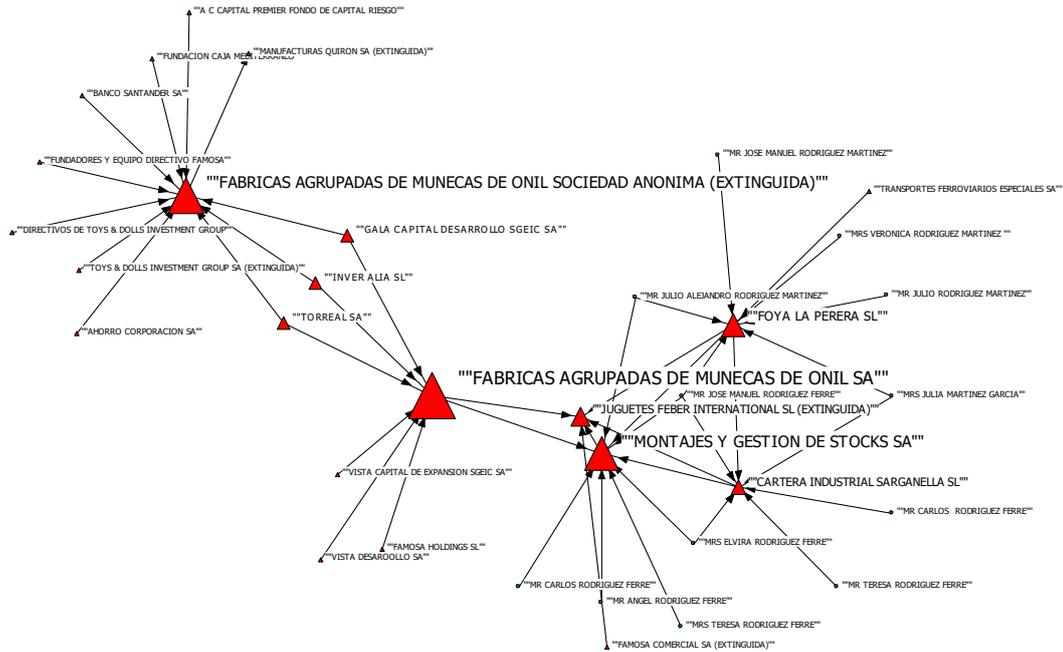 ""A C CAPITAL PREMIER FONDO DE CAPITAL RIESGO""
""MANUFACTURAS QUIRON SA (EXTINGUIDA)""
""FUNDACION CAJA MEDITERRANEO""
""BANCO SANTANDER SA""
""MR JOSE MANUEL RODRIGUEZ MARTINEZ""
""FUNDADORES Y EQUIPO DIRECTIVO FAMOSA""
""FABRICAS AGRUPADAS DE MUNECAS DE ONIL SOCIEDAD ANONIMA (EXTINGUIDA)""
""TRANSPORTES FERROVIARIOS ESPECIALES SA""
""DIRECTIVOS DE TOYS & DOLLS INVESTMENT GROUP""
""GALA CAPITAL DESARROLLO SGEIC SA""
""MRS VERONICA RODRIGUEZ MARTINEZ ""
""TOYS & DOLLS INVESTMENT GROUP SA (EXTINGUIDA)""
""INVER ALIA SL""
""MR JULIO ALEJANDRO RODRIGUEZ MARTINEZ""
""MR JULIO RODRIGUEZ MARTINEZ""
""TORREAL SA""
""FOYA LA PERERA SL""
""AHORRO CORPORACION SA""
""FABRICAS AGRUPADAS DE MUNECAS DE ONIL SA""
""MR JOSE MANUEL RODRIGUEZ FERRE""
""MRS JULIA MARTINEZ GARCIA""
""JUGUETES FEBER INTERNATIONAL SL (EXTINGUIDA)""
""MONTAJES Y GESTION DE STOCKS SA""
""VISTA CAPITAL DE EXPANSION SGEIC SA""
""CARTERA INDUSTRIAL SARGANELLA SL""
""MR CARLOS  RODRIGUEZ FERRE""
""MRS ELVIRA RODRIGUEZ FERRE""
""FAMOSA HOLDINGS SL""
""VISTA DESAROOLLO SA""
""MR CARLOS RODRIGUEZ FERRE""
""MR TERESA RODRIGUEZ FERRE""
""MR ANGEL RODRIGUEZ FERRE""
""MRS TERESA RODRIGUEZ FERRE""
""FAMOSA COMERCIAL SA (EXTINGUIDA)""